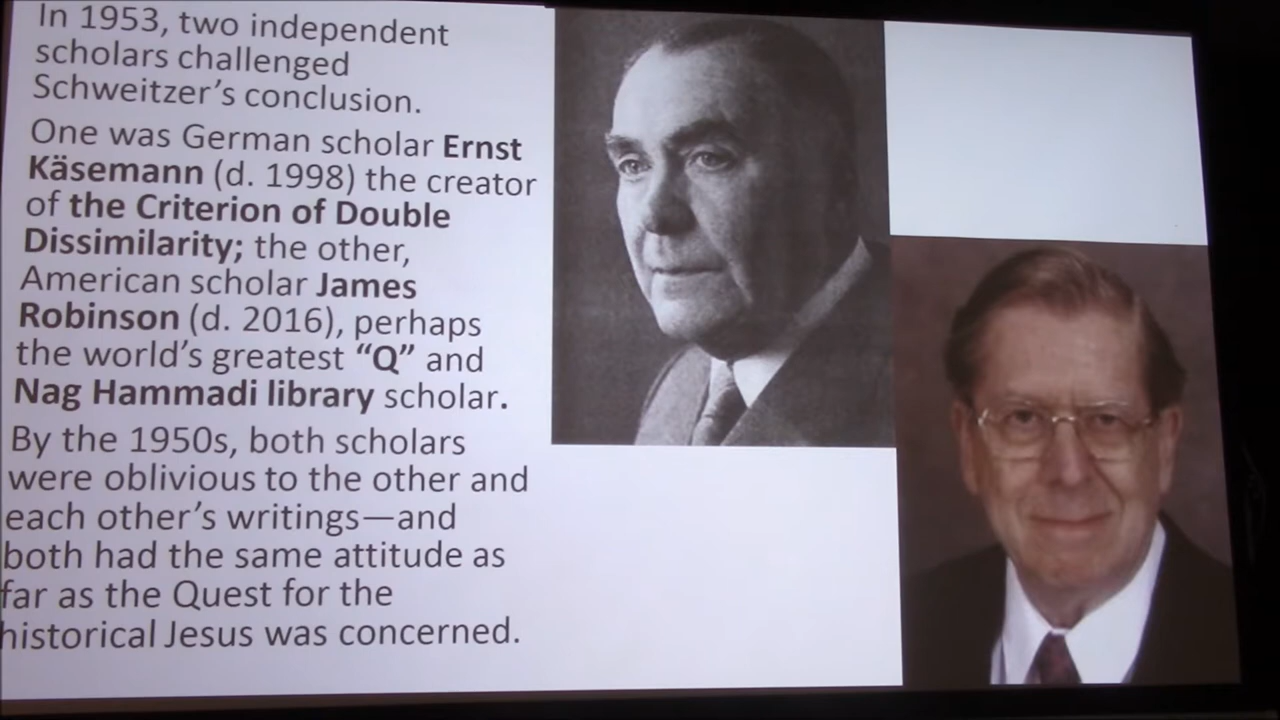 In 1953, two independent
scholars challenged
Schweitzer's conclusion.
One was German scholar Ernst
Käsemann (d. 1998) the creator
of the Criterion of Double
Dissimilarity; the other,
American scholar James
Robinson (d. 2016), perhaps
the world's greatest “Q” and
Nag Hammadi library scholar.
By the 1950s, both scholars
were oblivious to the other and
each other's writings—and
both had the same attitude as
far as the Quest for the
historical Jesus was concerned.